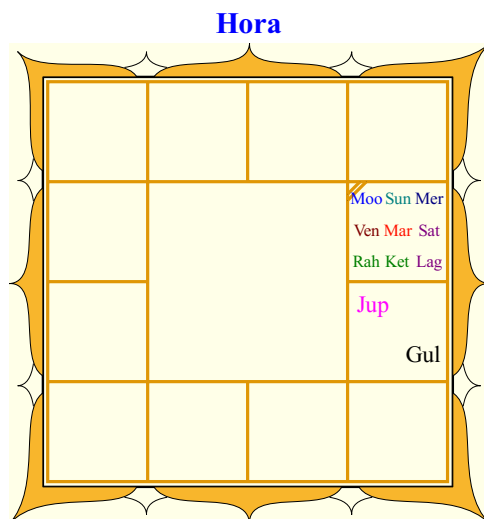 Hora
Moo Sun Mer
Ven Mar Sat
Rah Ket Lag
Jup
Gul